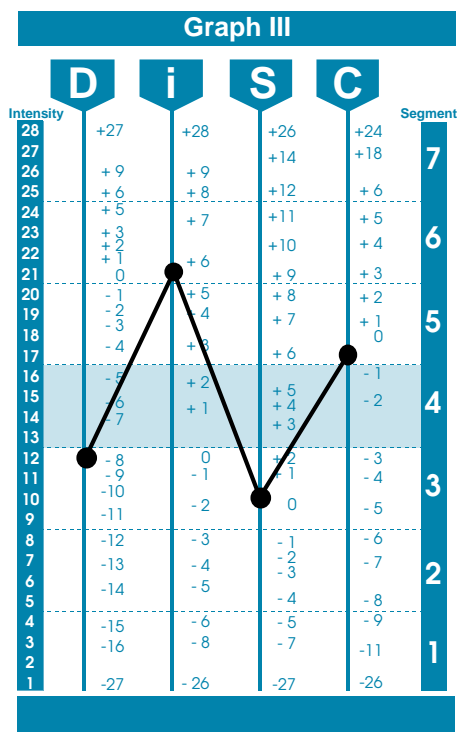 Graph III
D i S C
Intensity Segment
28 +27 +28 +26 +24
27 +14 +18 7
26 + 9 + 9
25 + 6 + 8 +12 + 6
24 + 5 + 7 +11 + 5
23 + 3 6
22 + 2 +10 + 4
+ 1 + 6
21 0 + 9 + 3
20 - 1 + 5 + 8 + 2
19 - 2 + 4 + 7 + 1 5
18 - 3 0
17 - 4 + 3 + 6
16 - 5 + 2 - 1
15 - 6 + 1 + 5 - 2 4
14 - 7 + 4
13 + 3
12 - 8 0 + 2 - 3
11 - 9 - 1 + 1 - 4 3
10 -10 - 2 0 - 5
9 -11
8 -12 - 3 - 1 - 6
7 -13 - 4 - 2 - 7 2
6 -14 - 5 - 3
5 - 4 - 8
4 -15 - 6 - 5 - 9
3 -16 - 8 - 7 -11 1
2
1 -27 - 26 -27 -26